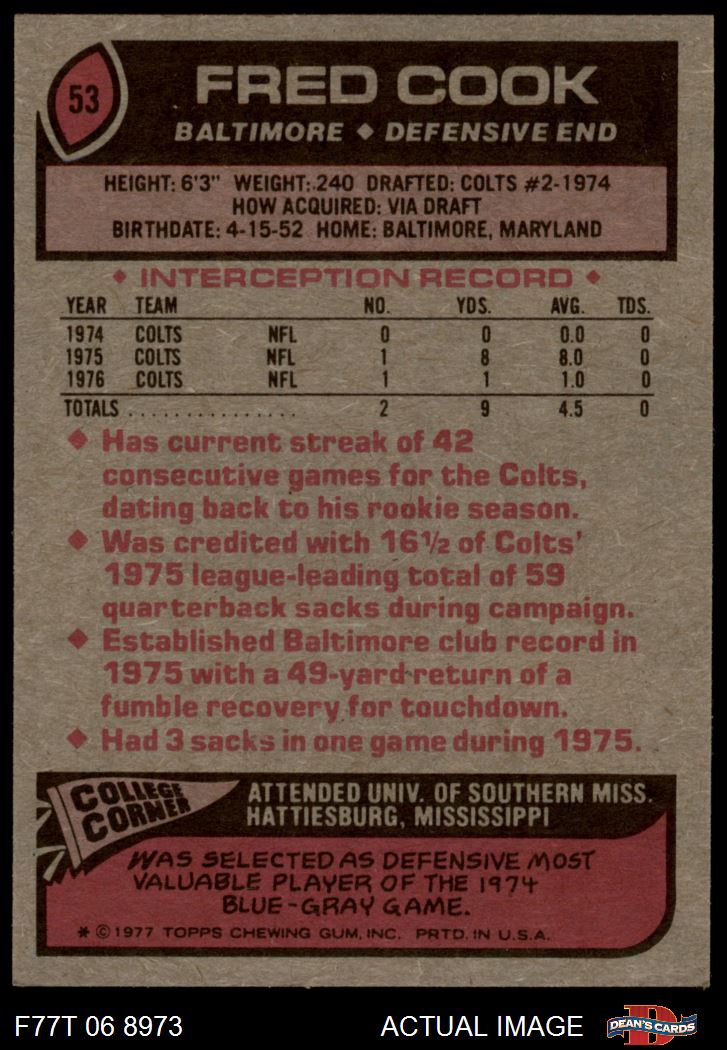 53
FRED COOK
BALTIMORE ◆ DEFENSIVE END
HEIGHT: 6'3" WEIGHT: 240 DRAFTED: COLTS #2-1974
HOW ACQUIRED: VIA DRAFT
BIRTHDATE: 4-15-52 HOME: BALTIMORE, MARYLAND
◆ INTERCEPTION RECORD ◆
YEAR TEAM NO. YDS. AVG. TDS.
1974 COLTS NFL 0 0 0.0 0
1975 COLTS NFL 1 8 8.0 0
1976 COLTS NFL 1 1 1.0 0
TOTALS ............... 2 9 4.5 0
◆ Has current streak of 42
consecutive games for the Colts,
dating back to his rookie season.
◆ Was credited with 16½ of Colts'
1975 league-leading total of 59
quarterback sacks during campaign.
◆ Established Baltimore club record in
1975 with a 49-yard return of a
fumble recovery for touchdown.
◆ Had 3 sacks in one game during 1975.
COLLEGE
CORNER
ATTENDED UNIV. OF SOUTHERN MISS.
HATTIESBURG, MISSISSIPPI
WAS SELECTED AS DEFENSIVE MOST
VALUABLE PLAYER OF THE 1974
BLUE-GRAY GAME.
* © 1977 TOPPS CHEWING GUM, INC. PRTD. IN U.S.A.
F77T 06 8973 ACTUAL IMAGE
D
DEAN'S CARDS